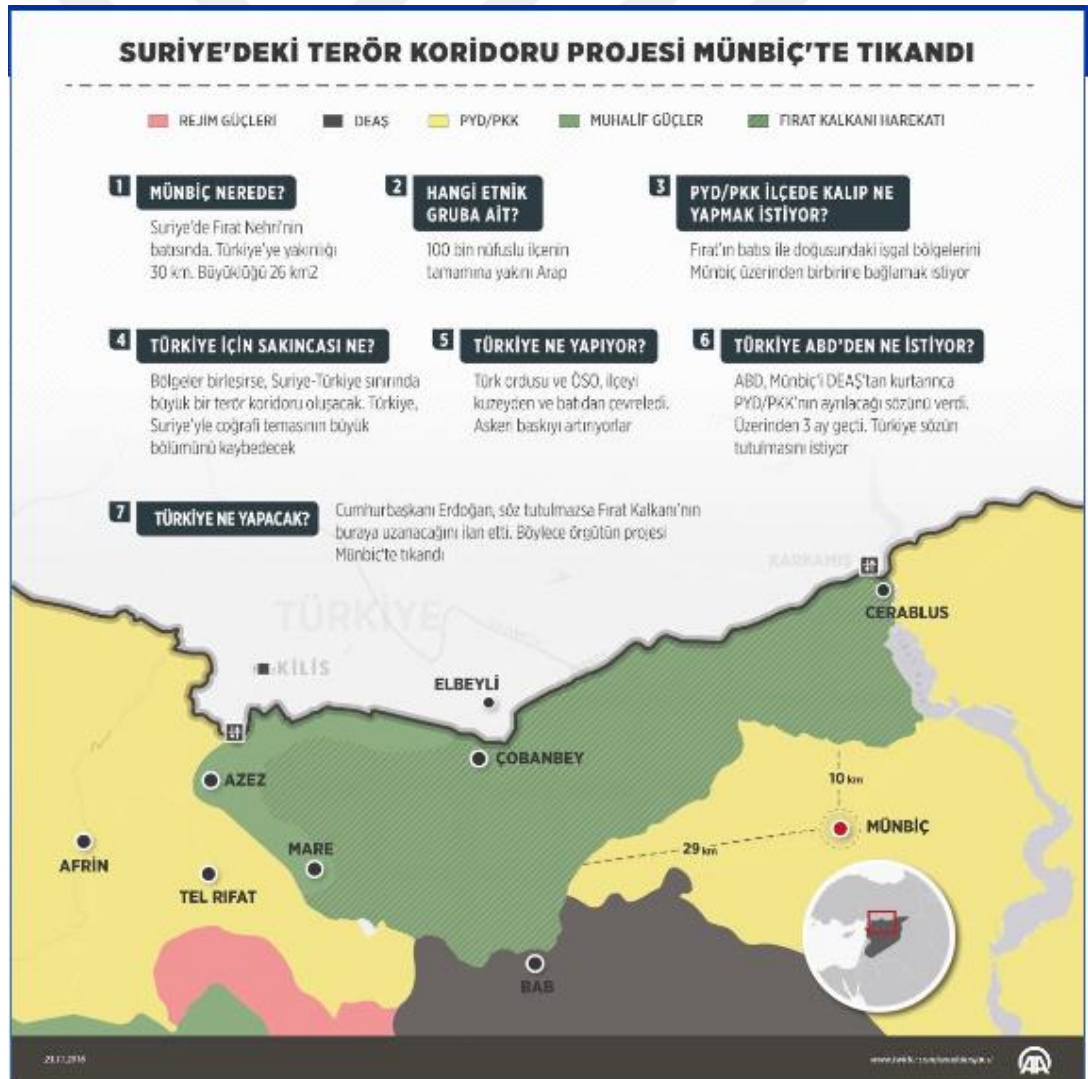 SURİYE'DEKİ TERÖR KORİDORU PROJESİ MÜNBİÇ'TE TIKANDI
REJİM GÜÇLERİ
DEAŞ
PYD/PKK
MUHALİF GÜÇLER
FIRAT KALKANI HAREKATI
1
MÜNBİÇ NEREDE?
Suriye'de Fırat Nehri'nin
batısında. Türkiye'ye yakınlığı
30 km. Büyüklüğü 26 km2
2
HANGİ ETNİK
GRUBA AİT?
100 bin nüfuslu ilçenin
tamamına yakını Arap
3
PYD/PKK İLÇEDE KALIP NE
YAPMAK İSTİYOR?
Fırat'ın batısı ile doğusundaki işgal bölgelerini
Münbiç üzerinden birbirine bağlamak istiyor
4
TÜRKİYE İÇİN SAKINCASI NE?
Bölgeler birleşirse, Suriye-Türkiye sınırında
büyük bir terör koridoru oluşacak. Türkiye,
Suriye'yle coğrafi temasının büyük
bölümünü kaybedecek
5
TÜRKİYE NE YAPIYOR?
Türk ordusu ve ÖSO, ilçeyi
kuzeyden ve batıdan çevreledi.
Askeri baskıyı artırıyorlar
6
TÜRKİYE ABD'DEN NE İSTİYOR?
ABD, Münbiç'i DEAŞ'tan kurtarınca
PYD/PKK'nın ayrılacağı sözünü verdi.
Üzerinden 3 ay geçti. Türkiye sözün
tutulmasını istiyor
7
TÜRKİYE NE YAPACAK?
Cumhurbaşkanı Erdoğan, söz tutulmazsa Fırat Kalkanı'nın
buraya uzanacağını ilan etti. Böylece örgütün projesi
Münbiç'te tıkandı
KARKAMIŞ
CERABLUS
TÜRKİYE
KİLİS
ELBEYLİ
ÇOBANBEY
AZEZ
10 km
MÜNBİÇ
29 km
MARE
AFRİN
TEL RIFAT
BAB
AA